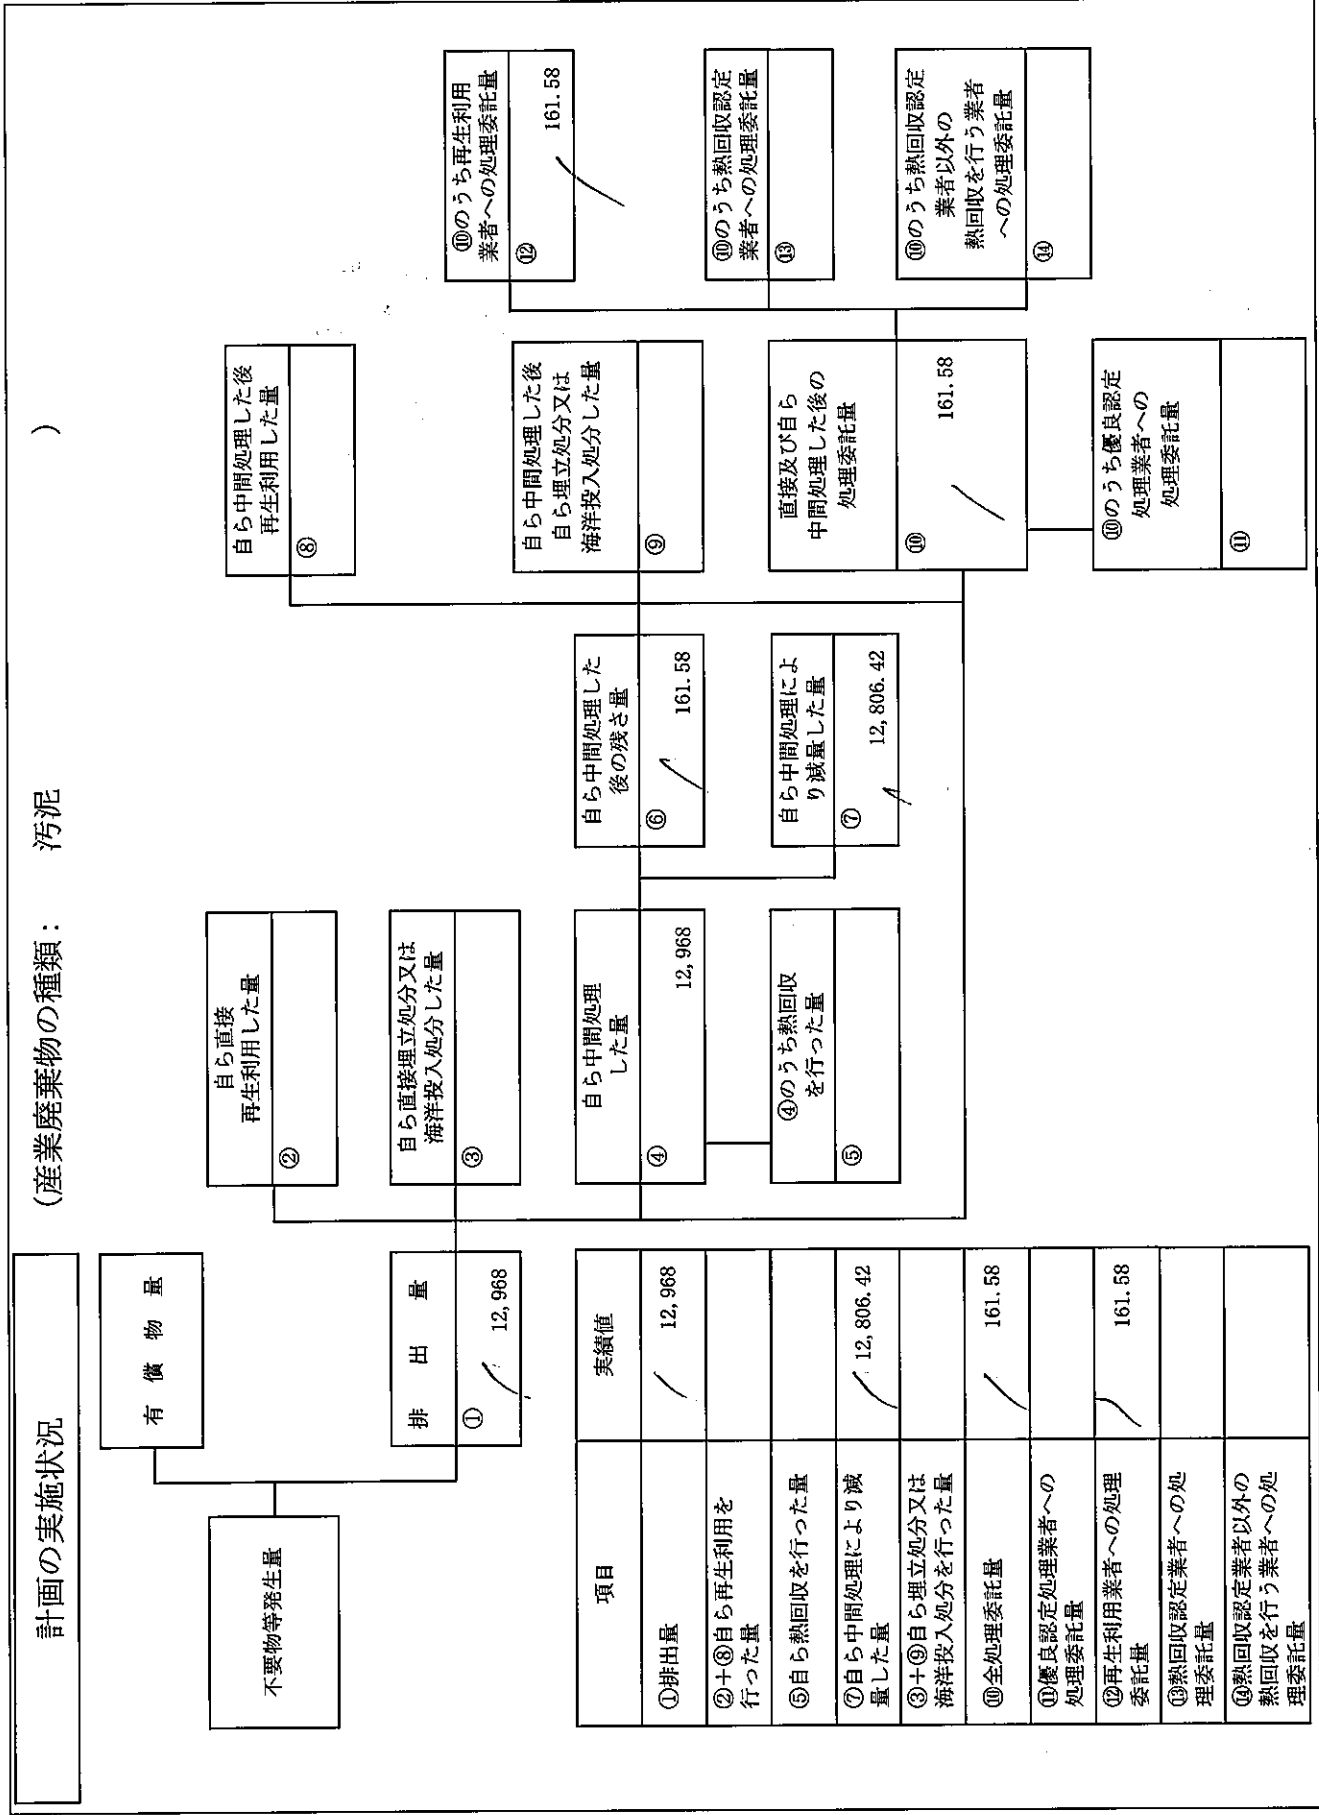 計画の実施状況
(産業廃棄物の種類： 汚泥 )
不要物等発生量
有償物量
排出量
① 12,968
自ら直接
再生利用した量
②
自ら直接埋立処分又は
海洋投入処分した量
③
自ら中間処理
した量
④ 12,968
④のうち熱回収
を行った量
⑤
自ら中間処理した
後の残さ量
⑥ 161.58
自ら中間処理によ
り減量した量
⑦ 12,806.42
自ら中間処理した後
再生利用した量
⑧
自ら中間処理した後
自ら埋立処分又は
海洋投入処分した量
⑨
直接及び自ら
中間処理した後の
処理委託量
⑩ 161.58
⑩のうち優良認定
処理業者への
処理委託量
⑪
⑩のうち再生利用
業者への処理委託量
⑫ 161.58
⑩のうち熱回収認定
業者への処理委託量
⑬
⑩のうち熱回収認定
業者以外の
熱回収を行う業者
への処理委託量
⑭
項目 実績値
①排出量 12,968
②+⑧自ら再生利用を
行った量
⑤自ら熱回収を行った量
⑦自ら中間処理により減
量した量 12,806.42
③+⑨自ら埋立処分又は
海洋投入処分を行った量
⑩全処理委託量 161.58
⑪優良認定処理業者への
処理委託量
⑫再生利用業者への処理
委託量 161.58
⑬熱回収認定業者への処
理委託量
⑭熱回収認定業者以外の
熱回収を行う業者への処
理委託量